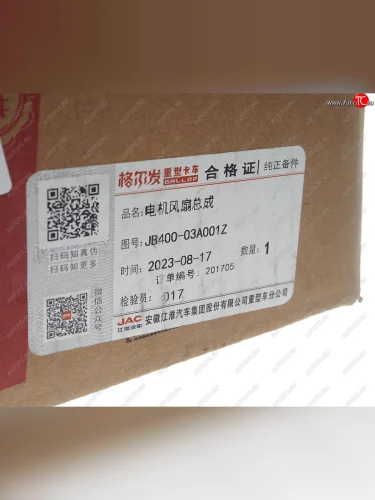 格尔发 重型卡车 GALLOP 合格证 纯正备件
品名: 电机风扇总成
图号: JB400-03A001Z
时间: 2023-08-17 数量: 1
订单编号: 201705
检验员: 017
JAC 江淮汽车 安徽江淮汽车集团股份有限公司重型车分公司
扫码知真伪
扫码知更多
微信公众号